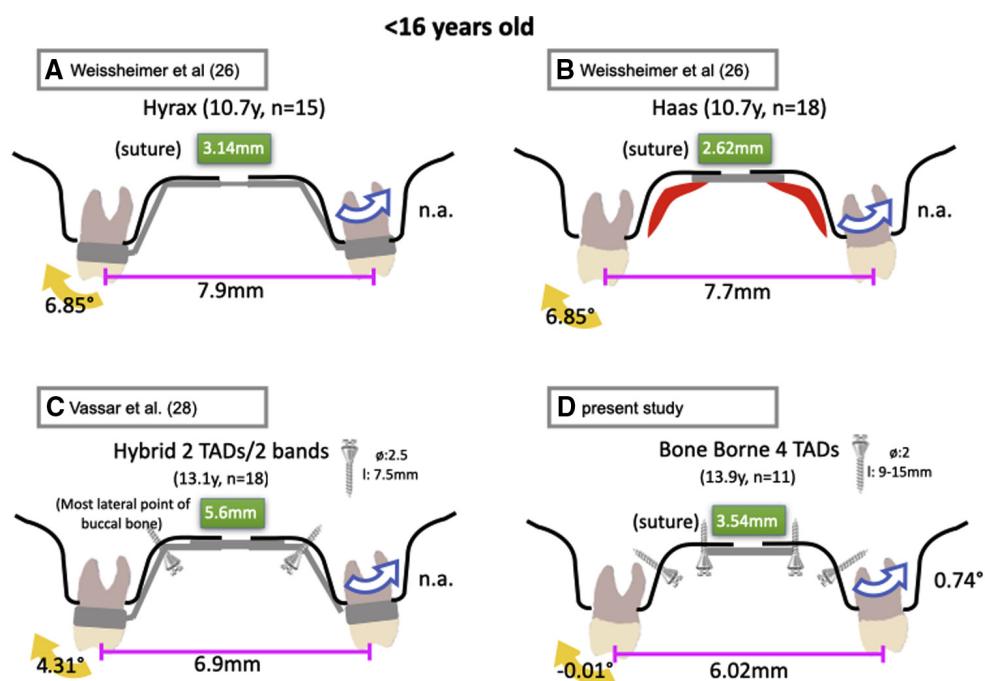 <16 years old
A Weissheimer et al (26)
Hyrax (10.7y, n=15)
(suture) 3.14mm
n.a.
7.9mm
6.85°
B Weissheimer et al (26)
Haas (10.7y, n=18)
(suture) 2.62mm
n.a.
7.7mm
6.85°
C Vassar et al. (28)
Hybrid 2 TADs/2 bands
(13.1y, n=18)
ø:2.5
l: 7.5mm
(Most lateral point of
buccal bone)
5.6mm
n.a.
4.31°
6.9mm
D present study
Bone Borne 4 TADs
(13.9y, n=11)
ø:2
l: 9-15mm
(suture) 3.54mm
0.74°
-0.01°
6.02mm